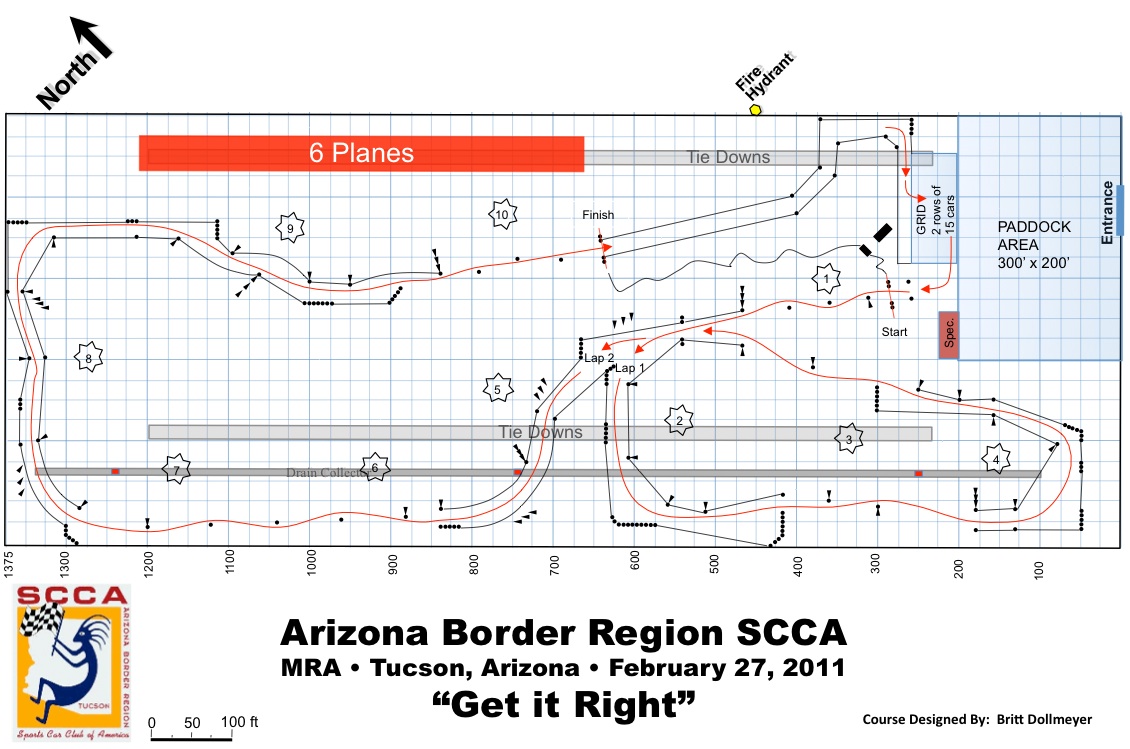 North
Fire
Hydrant
6 Planes
Tie Downs
10
9
Finish
GRID
2 rows of
15 cars
PADDOCK
AREA
300’ x 200’
Entrance
1
Start
Spec.
8
Lap 2
Lap 1
5
2
Tie Downs
3
4
7
Drain Collector
6
1375
1300
1200
1100
1000
900
800
700
600
500
400
300
200
100
SCCA
ARIZONA BORDER REGION
TUCSON
Sports Car Club of America
Arizona Border Region SCCA
MRA • Tucson, Arizona • February 27, 2011
“Get it Right”
0 50 100 ft
Course Designed By: Britt Dollmeyer